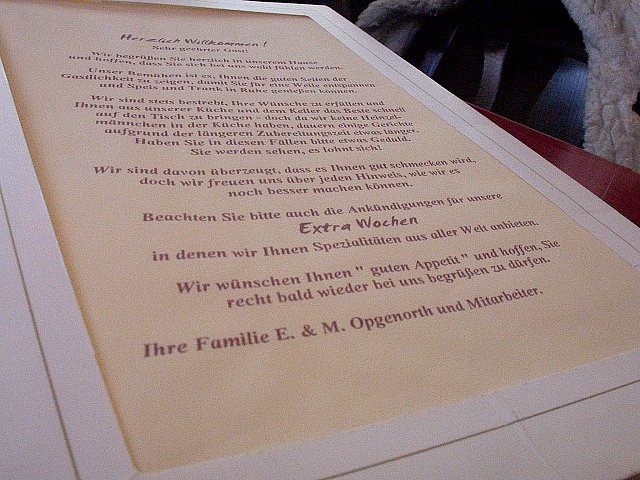 Herzlich Willkommen !
Sehr geehrter Gast!
Wir begrüßen Sie herzlich in unserem Hause
und hoffen, dass Sie sich bei uns wohl fühlen werden.
Unser Bemühen ist es, Ihnen die guten Seiten der
Gastlichkeit zu zeigen, damit Sie für eine Weile entspannen
und Speis und Trank in Ruhe genießen können.
Wir sind stets bestrebt, Ihre Wünsche zu erfüllen und
Ihnen aus unserer Küche und dem Keller das Beste schnell
auf den Tisch zu bringen - doch da wir keine Heinzel-
männchen in der Küche haben, dauern einige Gerichte
aufgrund der längeren Zubereitungszeit etwas länger.
Haben Sie in diesen Fällen bitte etwas Geduld.
Sie werden sehen, es lohnt sich!
Wir sind davon überzeugt, dass es Ihnen gut schmecken wird,
doch wir freuen uns über jeden Hinweis, wie wir es
noch besser machen können.
Beachten Sie bitte auch die Ankündigungen für unsere
Extra Wochen
in denen wir Ihnen Spezialitäten aus aller Welt anbieten.
Wir wünschen Ihnen " guten Appetit " und hoffen, Sie
recht bald wieder bei uns begrüßen zu dürfen.
Ihre Familie E. & M. Opgenorth und Mitarbeiter.